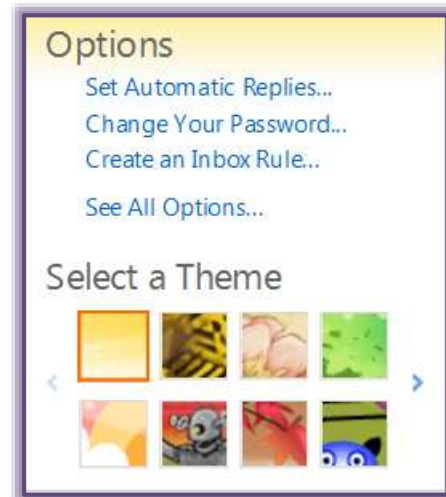 Options
Set Automatic Replies...
Change Your Password...
Create an Inbox Rule...
See All Options...
Select a Theme